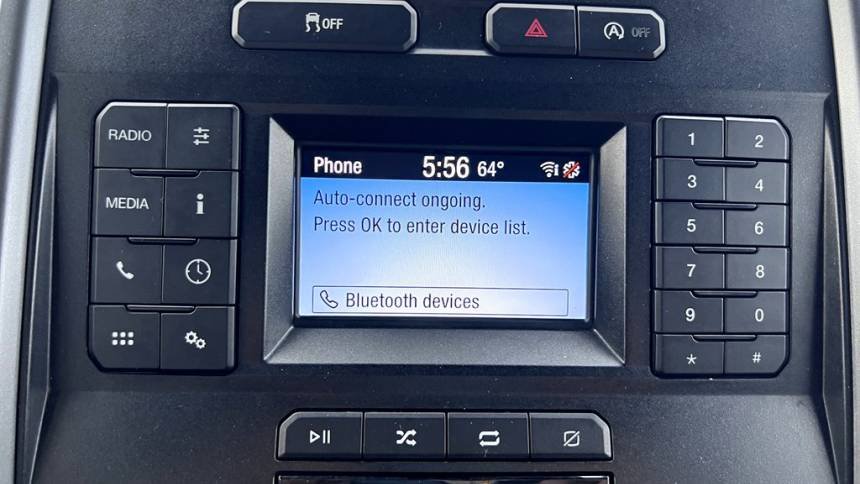 OFF
A OFF
RADIO
MEDIA
i
Phone 5:56 64°
Auto-connect ongoing.
Press OK to enter device list.
Bluetooth devices
1 2
3 4
5 6
7 8
9 0
* #